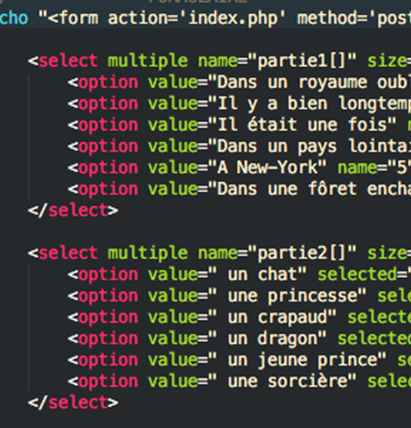 cho "<form action='index.php' method='post
<select multiple name="partie1[]" size=
<option value="Dans un royaume oub
<option value="Il y a bien longtemp
<option value="Il était une fois"
<option value="Dans un pays lointai
<option value="A New-York" name="5"
<option value="Dans une fôret encha
</select>
<select multiple name="partie2[]" size=
<option value=" un chat" selected="
<option value=" une princesse" sele
<option value=" un crapaud" selecte
<option value=" un dragon" selected
<option value=" un jeune prince" s
<option value=" une sorcière" selec
</select>